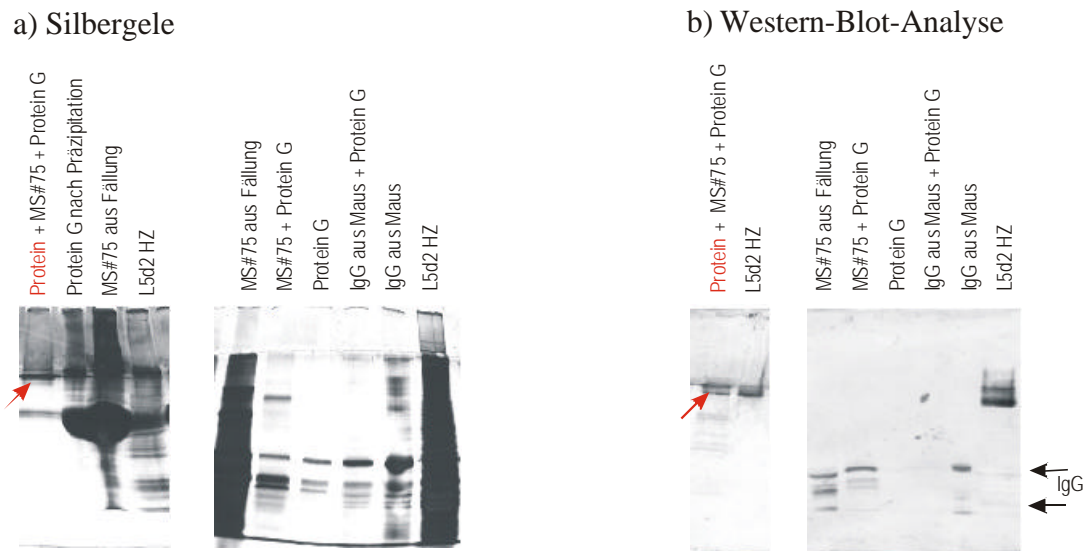 a) Silbergele
b) Western-Blot-Analyse
Protein + MS#75 + Protein G
Protein G nach Präzipitation
MS#75 aus Fällung
L5d2 HZ
MS#75 aus Fällung
MS#75 + Protein G
Protein G
IgG aus Maus + Protein G
IgG aus Maus
L5d2 HZ
Protein + MS#75 + Protein G
L5d2 HZ
MS#75 aus Fällung
MS#75 + Protein G
Protein G
IgG aus Maus + Protein G
IgG aus Maus
L5d2 HZ
IgG